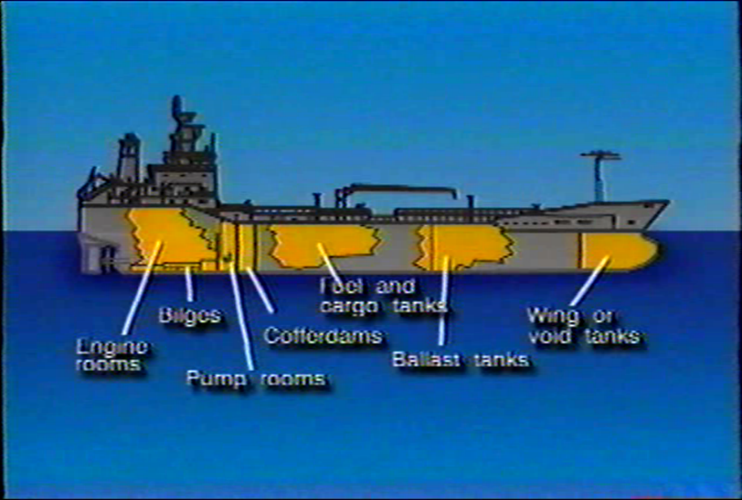 Fuel and
cargo tanks
Bilges
Wing or
void tanks
Cofferdams
Engine
rooms
Ballast tanks
Pump rooms